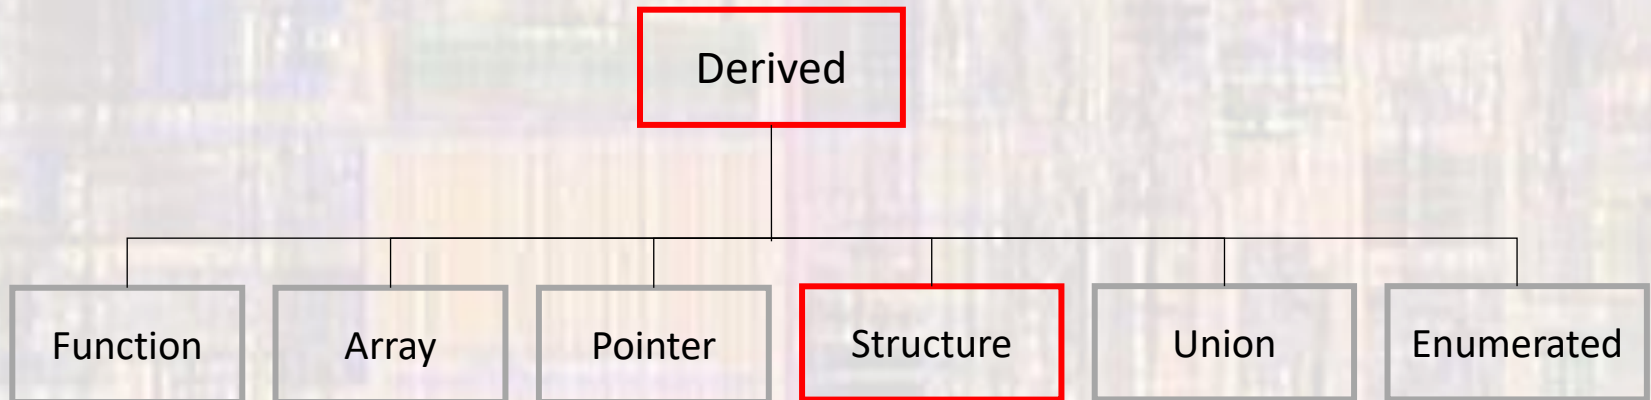 Derived
Function
Array
Pointer
Structure
Union
Enumerated